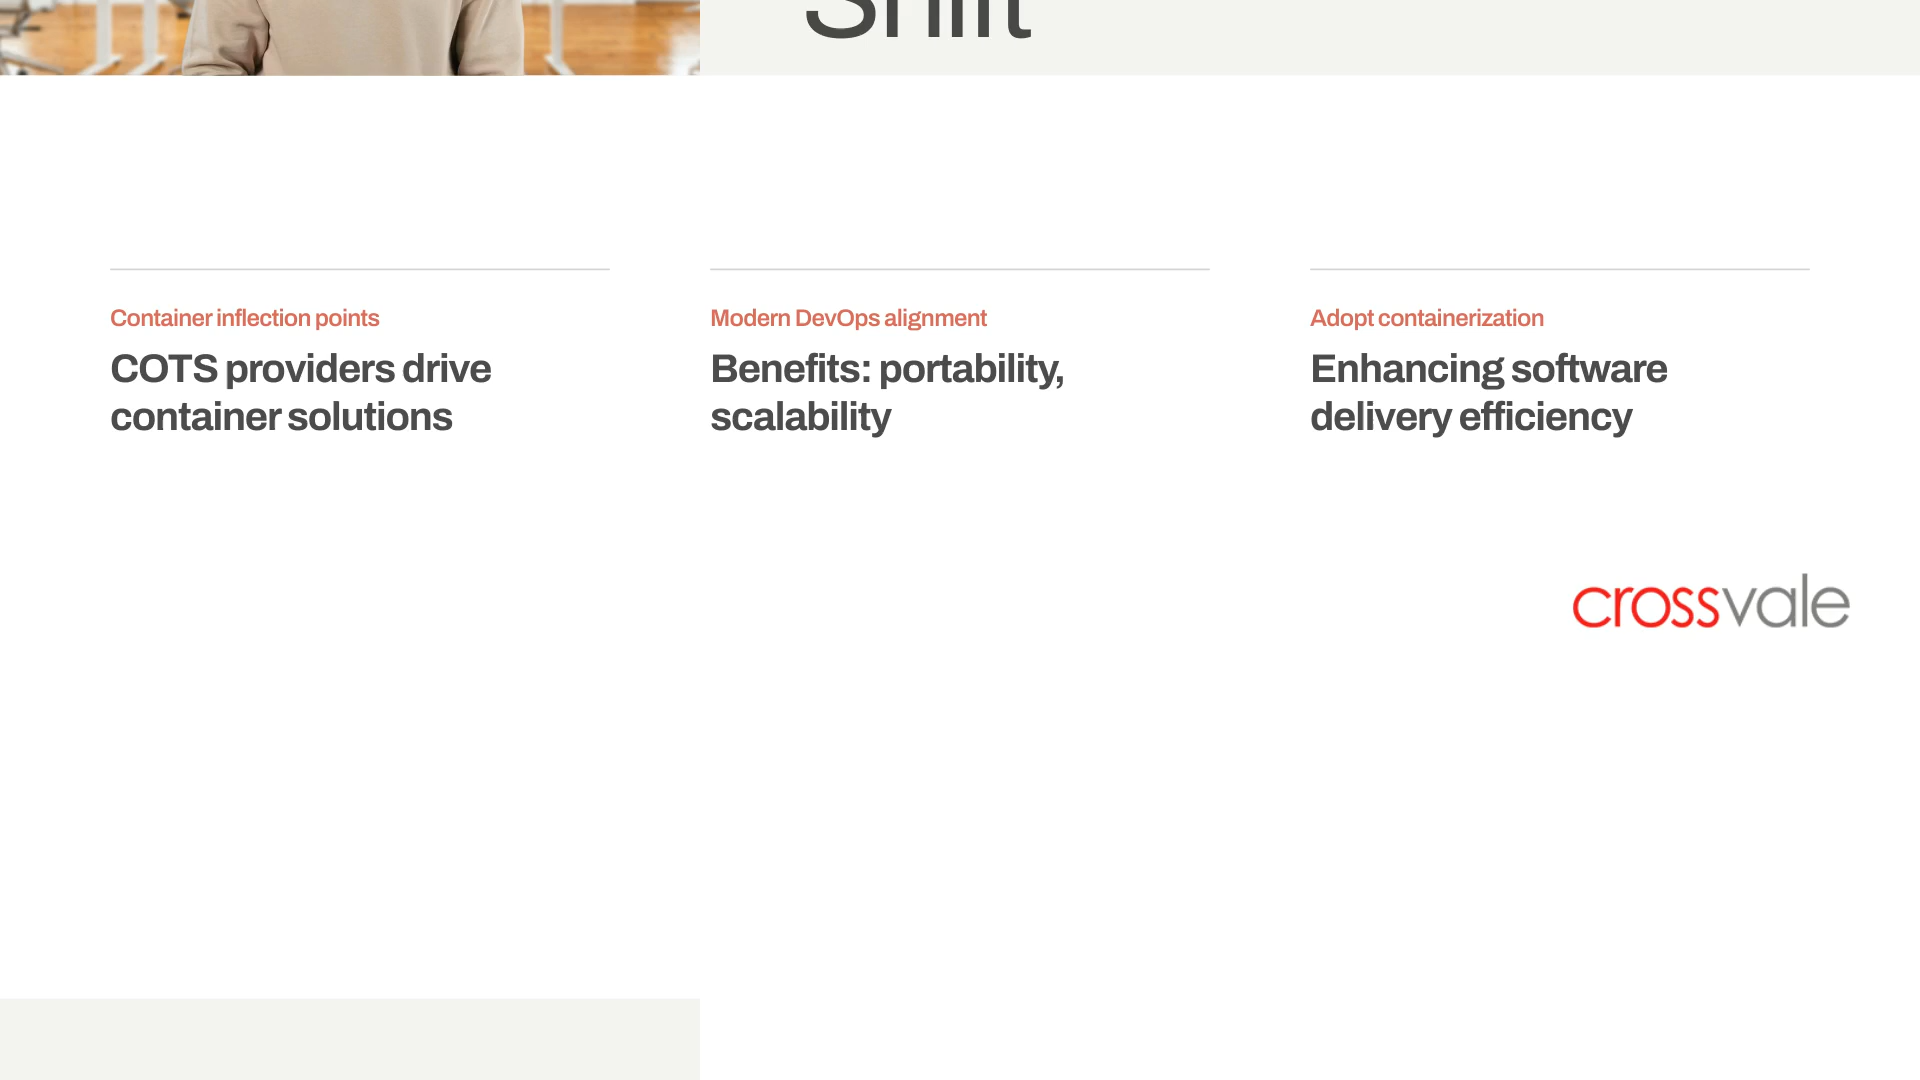 Shift
Container inflection points
COTS providers drive
container solutions
Modern DevOps alignment
Benefits: portability,
scalability
Adopt containerization
Enhancing software
delivery efficiency
crossvale